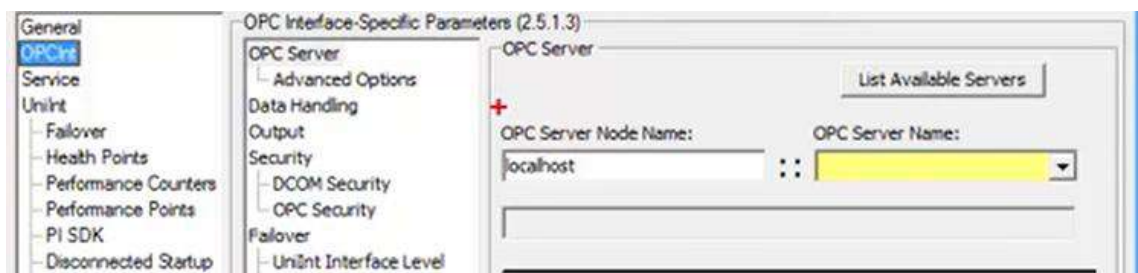 General
OPCInt
Service
UniInt
Failover
Health Points
Performance Counters
Performance Points
PI SDK
Disconnected Startup
OPC Interface-Specific Parameters (2.5.1.3)
OPC Server
Advanced Options
Data Handling
Output
Security
DCOM Security
OPC Security
Failover
UniInt Interface Level
OPC Server
List Available Servers
OPC Server Node Name:
OPC Server Name:
localhost
::